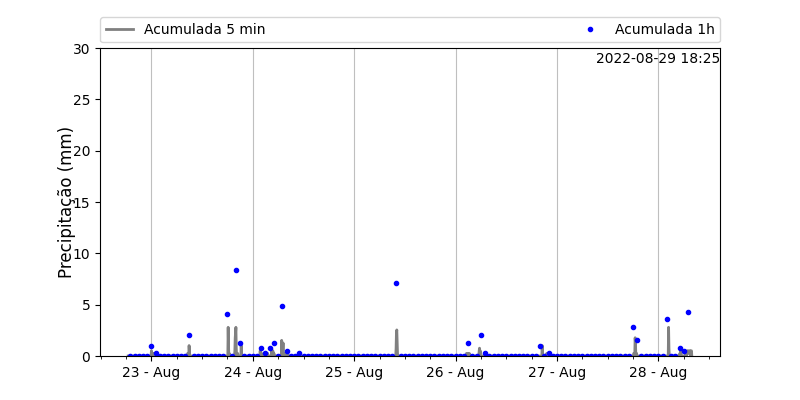 Acumulada 5 min
Acumulada 1h
2022-08-29 18:25
Precipitação (mm)
30
25
20
15
10
5
0
23 - Aug
24 - Aug
25 - Aug
26 - Aug
27 - Aug
28 - Aug